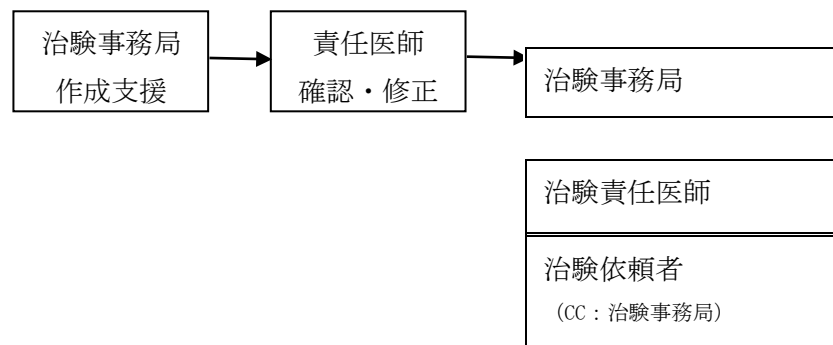 治験事務局
作成支援
責任医師
確認・修正
治験事務局
治験責任医師
治験依頼者
（CC：治験事務局）